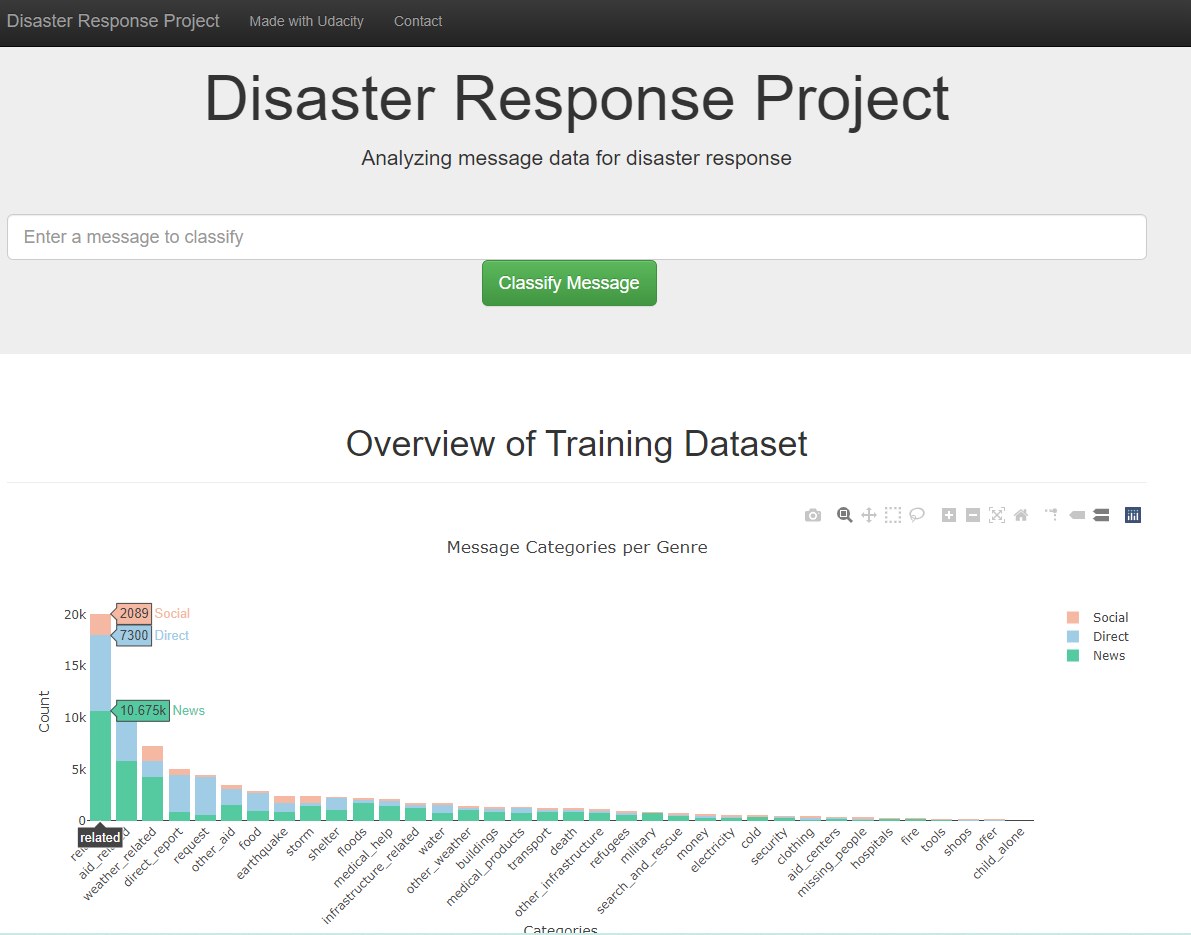 Disaster Response Project Made with Udacity Contact
Disaster Response Project
Analyzing message data for disaster response
Enter a message to classify
Classify Message
Overview of Training Dataset
Message Categories per Genre
20k
15k
10k
5k
0
Count
2089 Social
7300 Direct
10.675k News
Social
Direct
News
related
weather_related
direct_report
request
other_aid
food
earthquake
storm
shelter
floods
medical_help
infrastructure_related
water
other_weather
buildings
medical_products
transport
death
other_infrastructure
refugees
military
search_and_rescue
money
electricity
cold
security
clothing
aid_centers
missing_people
hospitals
fire
tools
shops
offer
child_alone
Categories